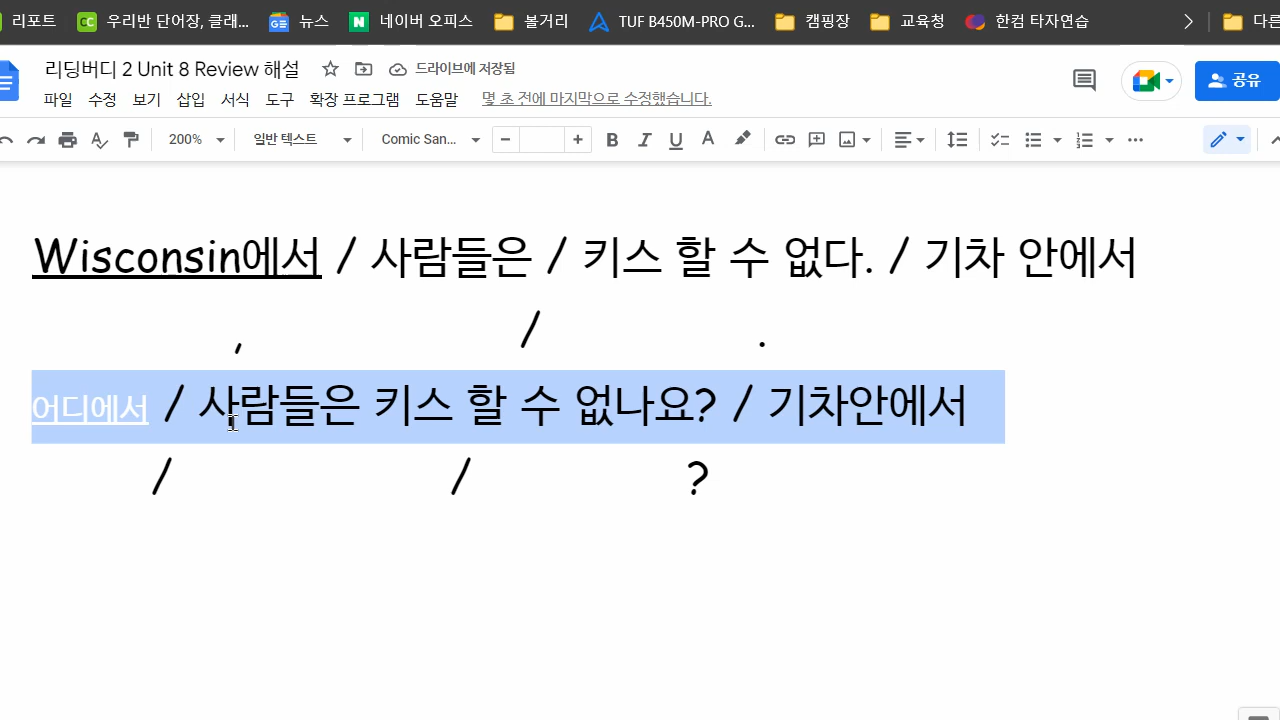 리포트 우리반 단어장, 클래... 뉴스 네이버 오피스 볼거리 TUF B450M-PRO G... 캠핑장 교육청 한컴 타자연습 다른
리딩버디 2 Unit 8 Review 해설 드라이브에 저장됨 공유
파일 수정 보기 삽입 서식 도구 확장 프로그램 도움말 몇 초 전에 마지막으로 수정했습니다.
200% 일반 텍스트 Comic San... B I U A
Wisconsin에서 / 사람들은 / 키스 할 수 없다. / 기차 안에서
, / .
어디에서 / 사람들은 키스 할 수 없나요? / 기차안에서
/ / ?